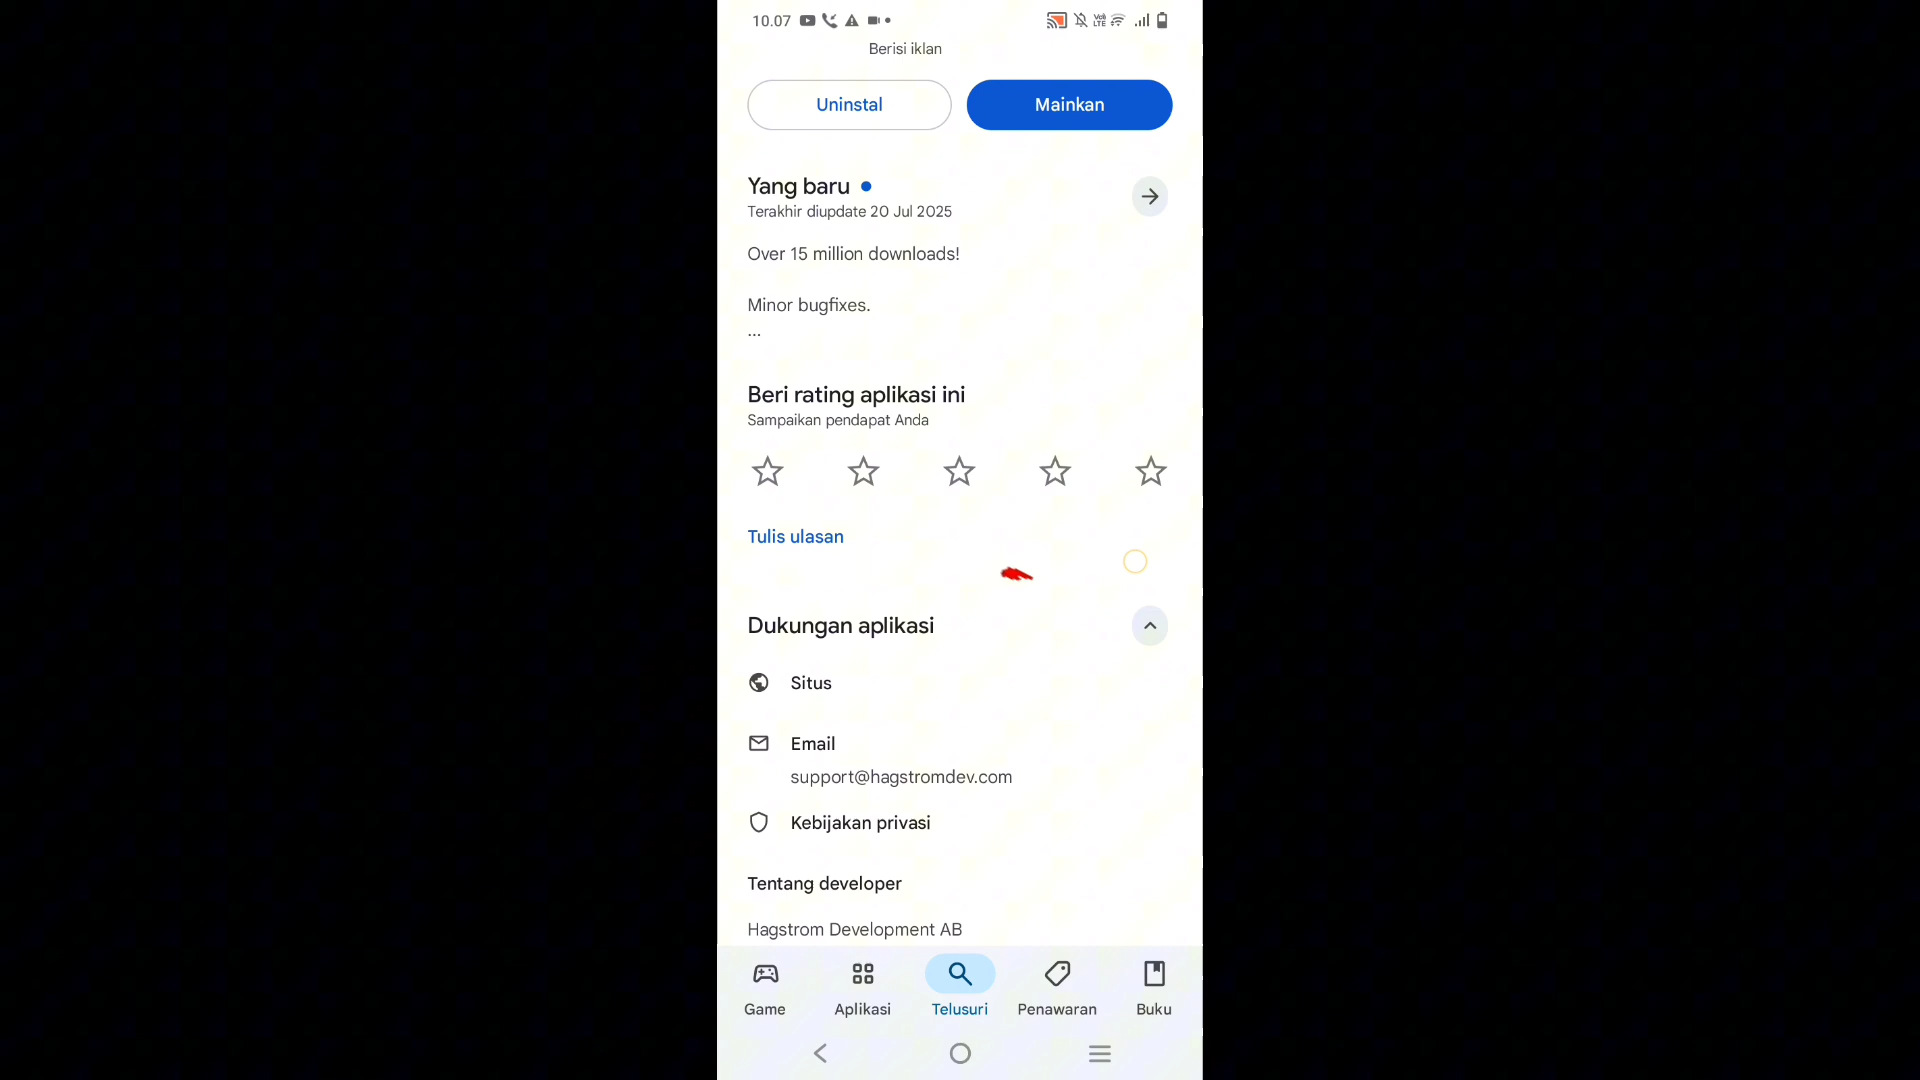 10.07
Vo)) LTE
Berisi iklan
Uninstal
Mainkan
Yang baru
Terakhir diupdate 20 Jul 2025
Over 15 million downloads!
Minor bugfixes.
...
Beri rating aplikasi ini
Sampaikan pendapat Anda
Tulis ulasan
Dukungan aplikasi
Situs
Email
support@hagstromdev.com
Kebijakan privasi
Tentang developer
Hagstrom Development AB
Game
Aplikasi
Telusuri
Penawaran
Buku